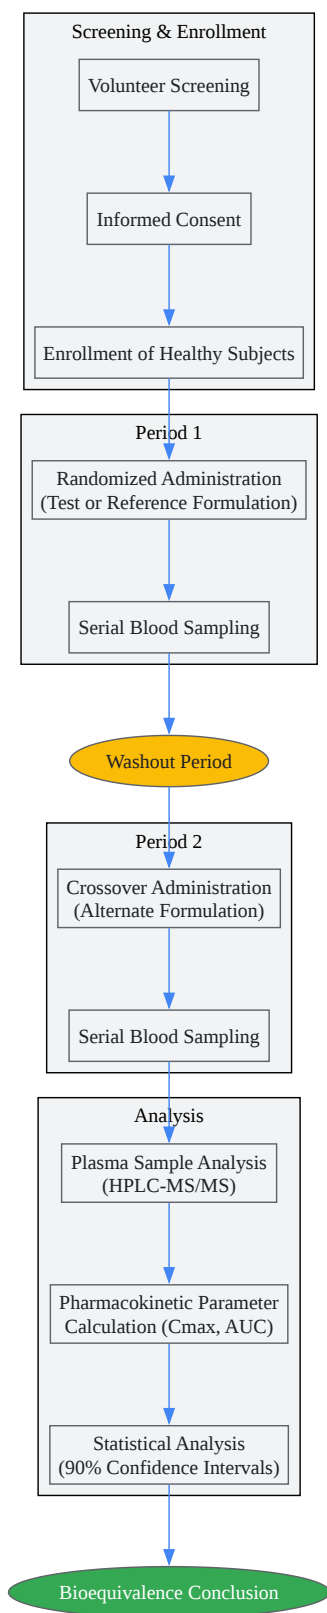 Screening & Enrollment
Volunteer Screening
Informed Consent
Enrollment of Healthy Subjects
Period 1
Randomized Administration
(Test or Reference Formulation)
Serial Blood Sampling
Washout Period
Period 2
Crossover Administration
(Alternate Formulation)
Serial Blood Sampling
Analysis
Plasma Sample Analysis
(HPLC-MS/MS)
Pharmacokinetic Parameter
Calculation (Cmax, AUC)
Statistical Analysis
(90% Confidence Intervals)
Bioequivalence Conclusion